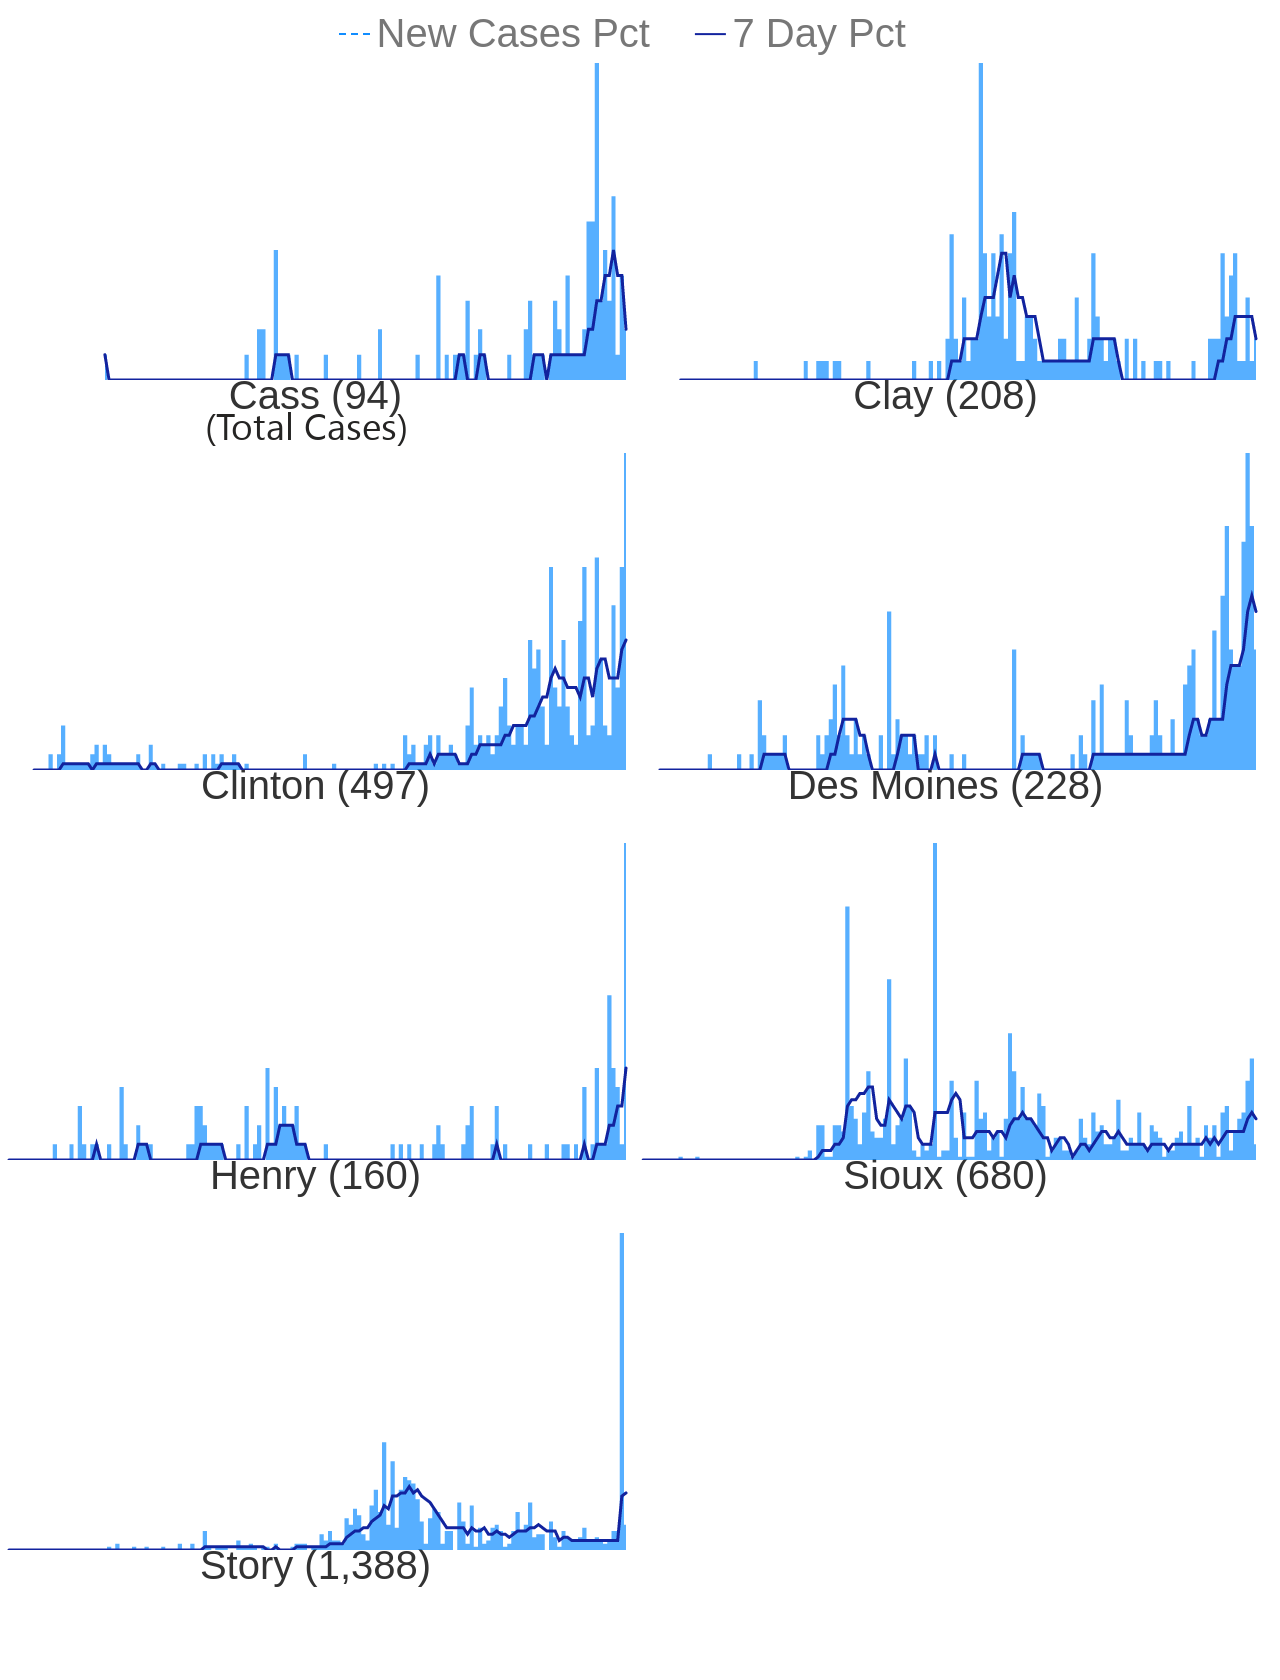 New Cases Pct 7 Day Pct
Cass (94)
(Total Cases)
Clay (208)
Clinton (497)
Des Moines (228)
Henry (160)
Sioux (680)
Story (1,388)